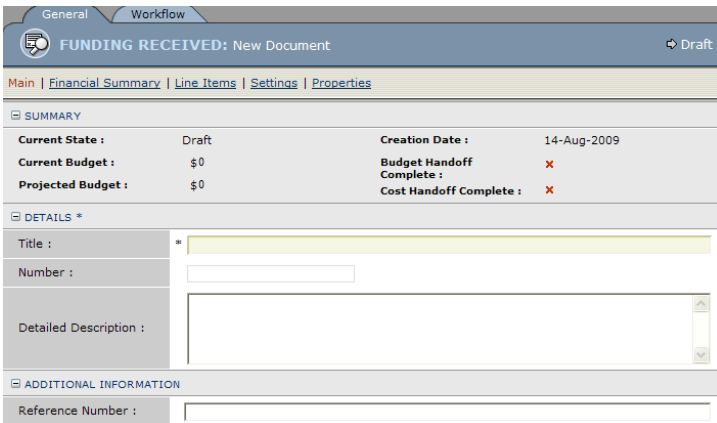 General Workflow
FUNDING RECEIVED: New Document Draft
Main | Financial Summary | Line Items | Settings | Properties
SUMMARY
Current State : Draft Creation Date : 14-Aug-2009
Current Budget : $0 Budget Handoff
Complete :
Projected Budget : $0 Cost Handoff Complete :
DETAILS *
Title : *
Number :
Detailed Description :
ADDITIONAL INFORMATION
Reference Number :